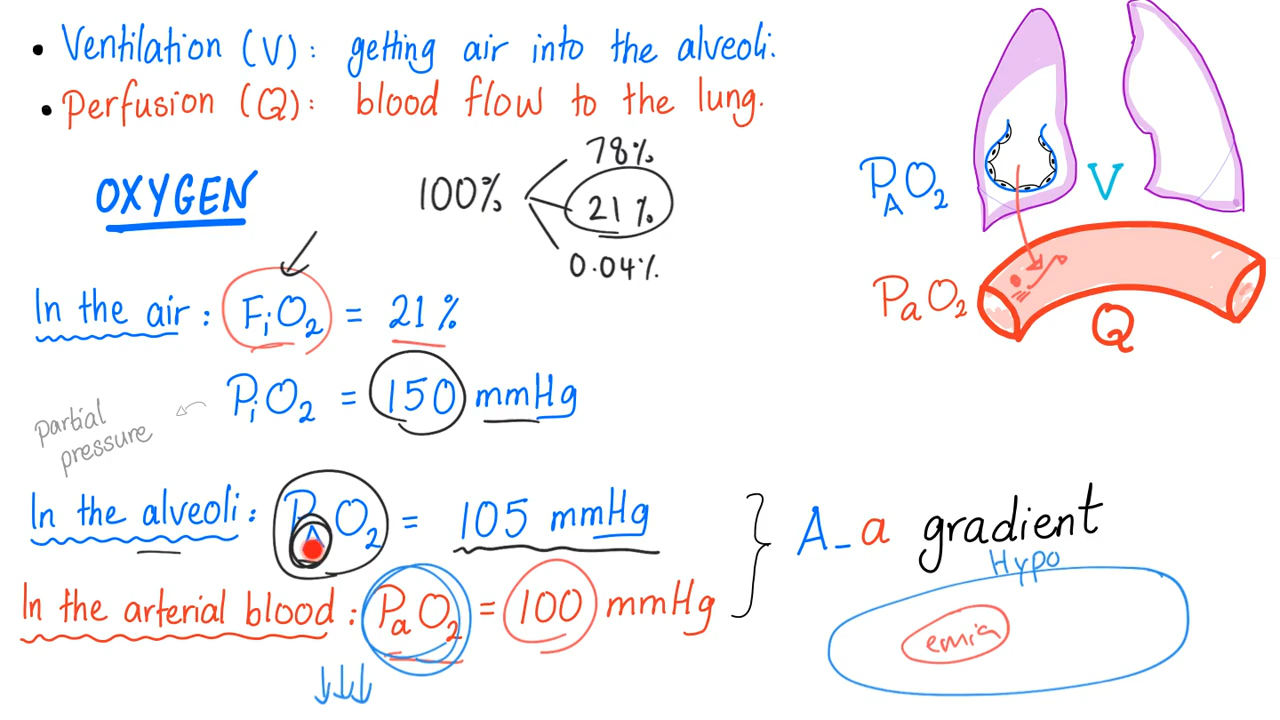 • Ventilation (V): getting air into the alveoli.
• Perfusion (Q): blood flow to the lung.
OXYGEN
100%
78%
21%
0.04%
In the air: FiO₂ = 21%
PiO₂ = 150 mmHg
partial
pressure
In the alveoli: PAO₂ = 105 mmHg
In the arterial blood: PaO₂ = 100 mmHg
A-a gradient
Hypo
emia
PAO₂
V
PaO₂
Q